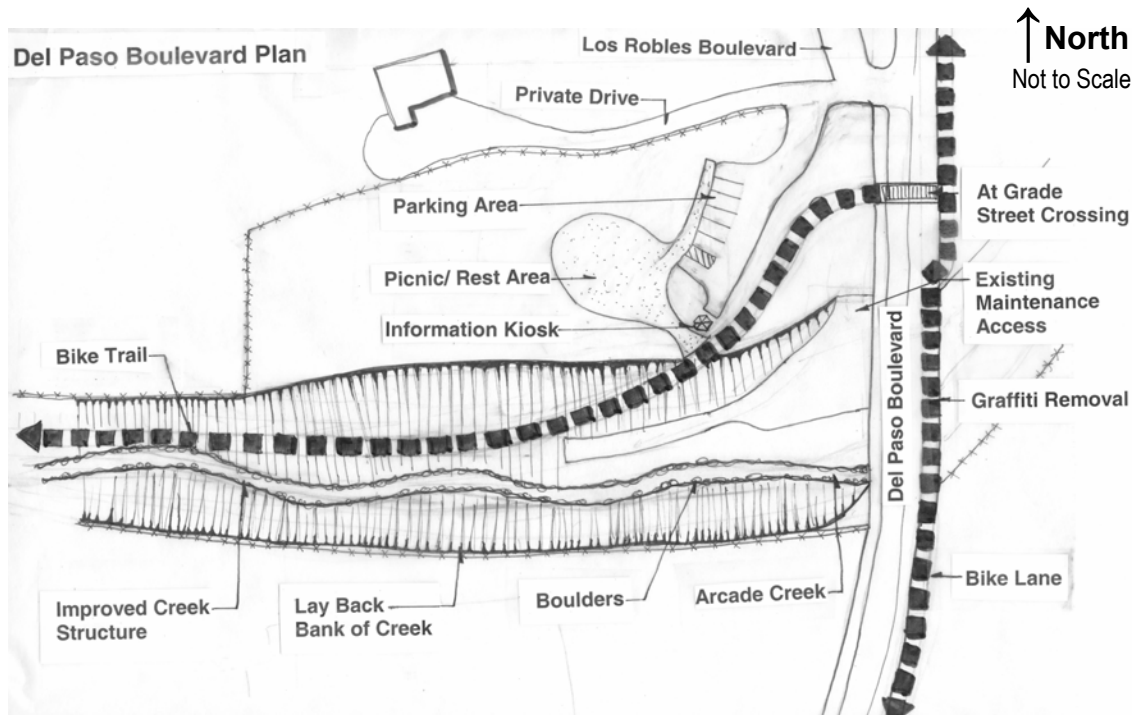 North
Not to Scale
Del Paso Boulevard Plan
Los Robles Boulevard
Private Drive
Parking Area
At Grade
Street Crossing
Picnic/ Rest Area
Existing
Maintenance
Access
Information Kiosk
Bike Trail
Del Paso Boulevard
Graffiti Removal
Improved Creek
Structure
Lay Back
Bank of Creek
Boulders
Arcade Creek
Bike Lane